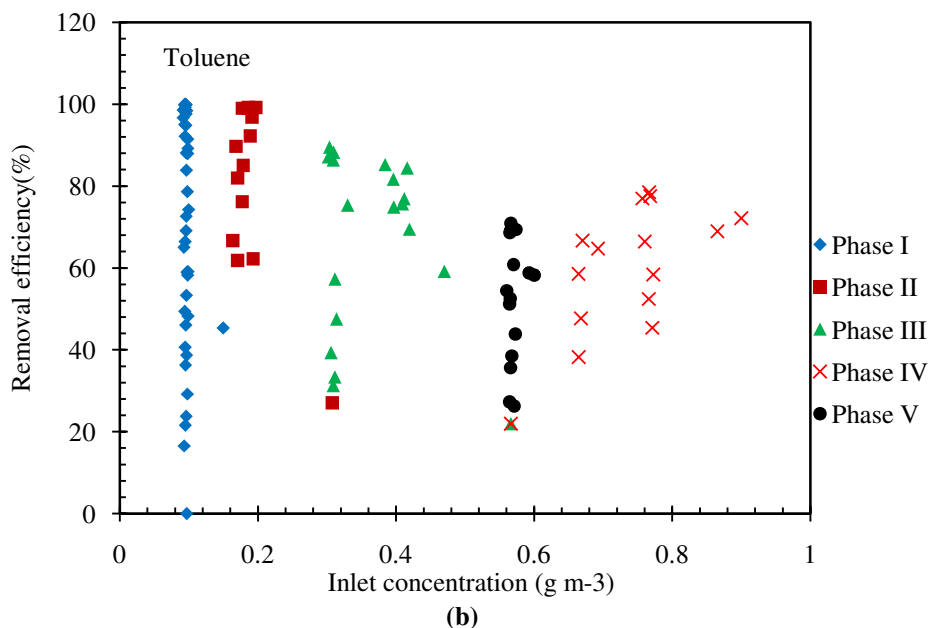 120
100
80
60
40
20
0
Removal efficiency(%)
Toluene
0 0.2 0.4 0.6 0.8 1
Inlet concentration (g m-3)
Phase I
Phase II
Phase III
Phase IV
Phase V
(b)